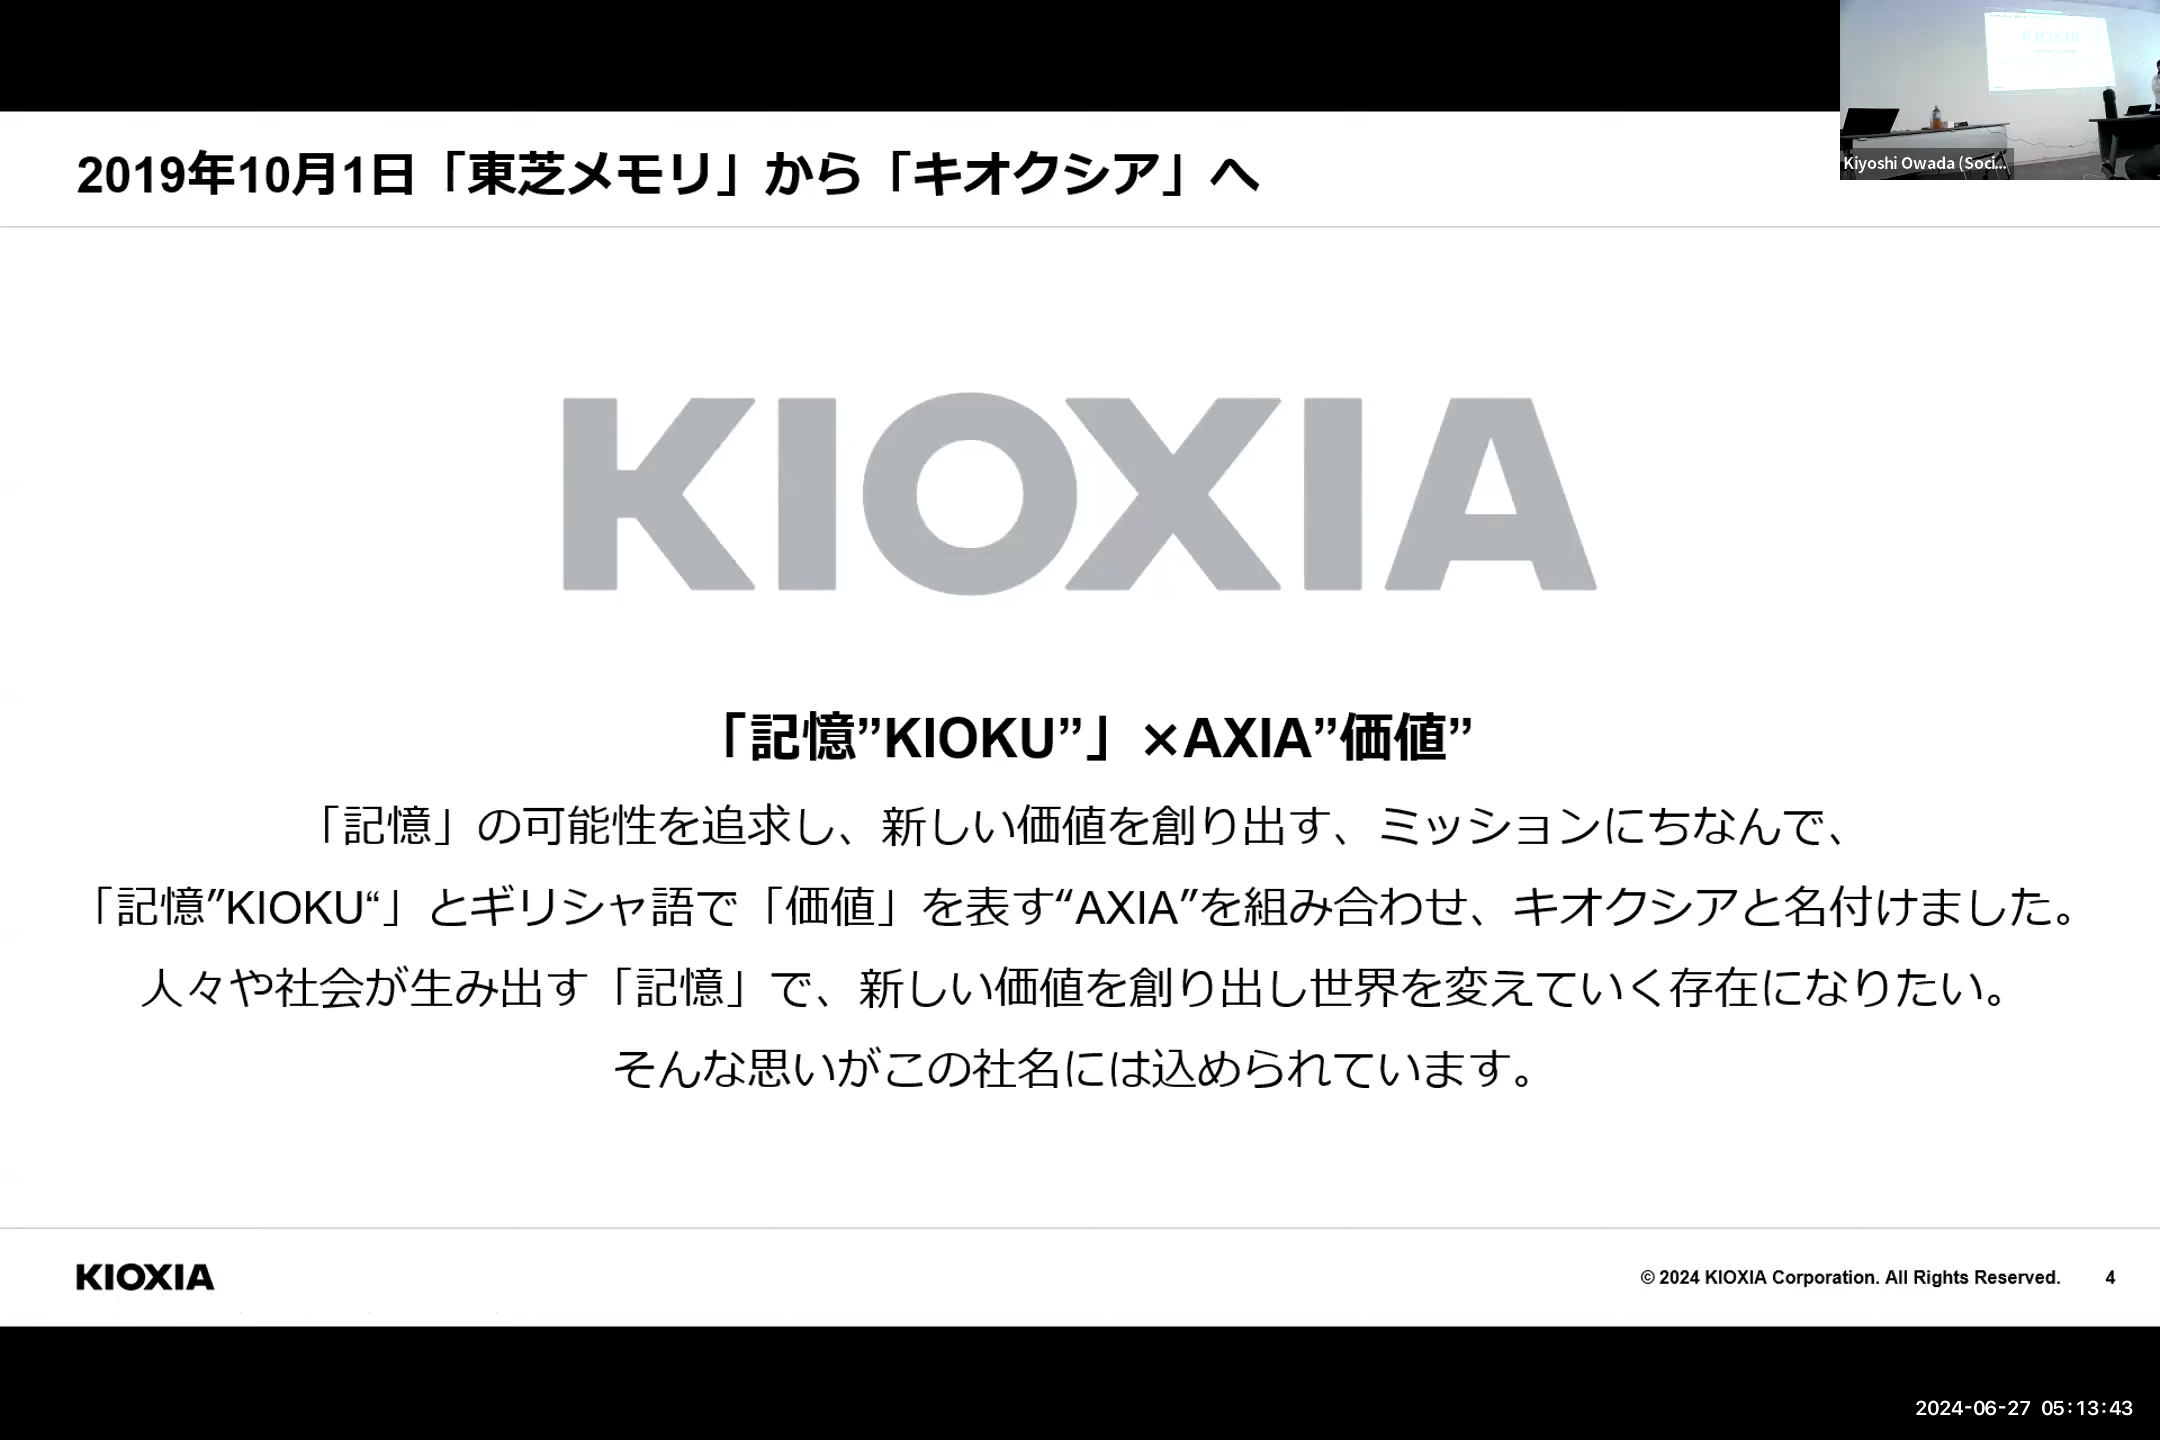 2019年10月1日「東芝メモリ」から「キオクシア」へ
Kiyoshi Owada (Soci...
KIOXIA
「記憶”KIOKU”」×AXIA”価値”
「記憶」の可能性を追求し、新しい価値を創り出す、ミッションにちなんで、
「記憶”KIOKU“」とギリシャ語で「価値」を表す“AXIA”を組み合わせ、キオクシアと名付けました。
人々や社会が生み出す「記憶」で、新しい価値を創り出し世界を変えていく存在になりたい。
そんな思いがこの社名には込められています。
KIOXIA
© 2024 KIOXIA Corporation. All Rights Reserved. 4
2024-06-27 05:13:43